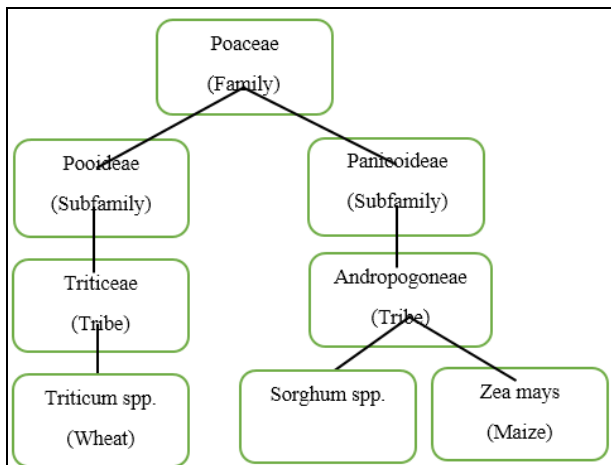 Poaceae
(Family)
Pooideae
(Subfamily)
Panicoideae
(Subfamily)
Triticeae
(Tribe)
Andropogoneae
(Tribe)
Triticum spp.
(Wheat)
Sorghum spp.
Zea mays
(Maize)